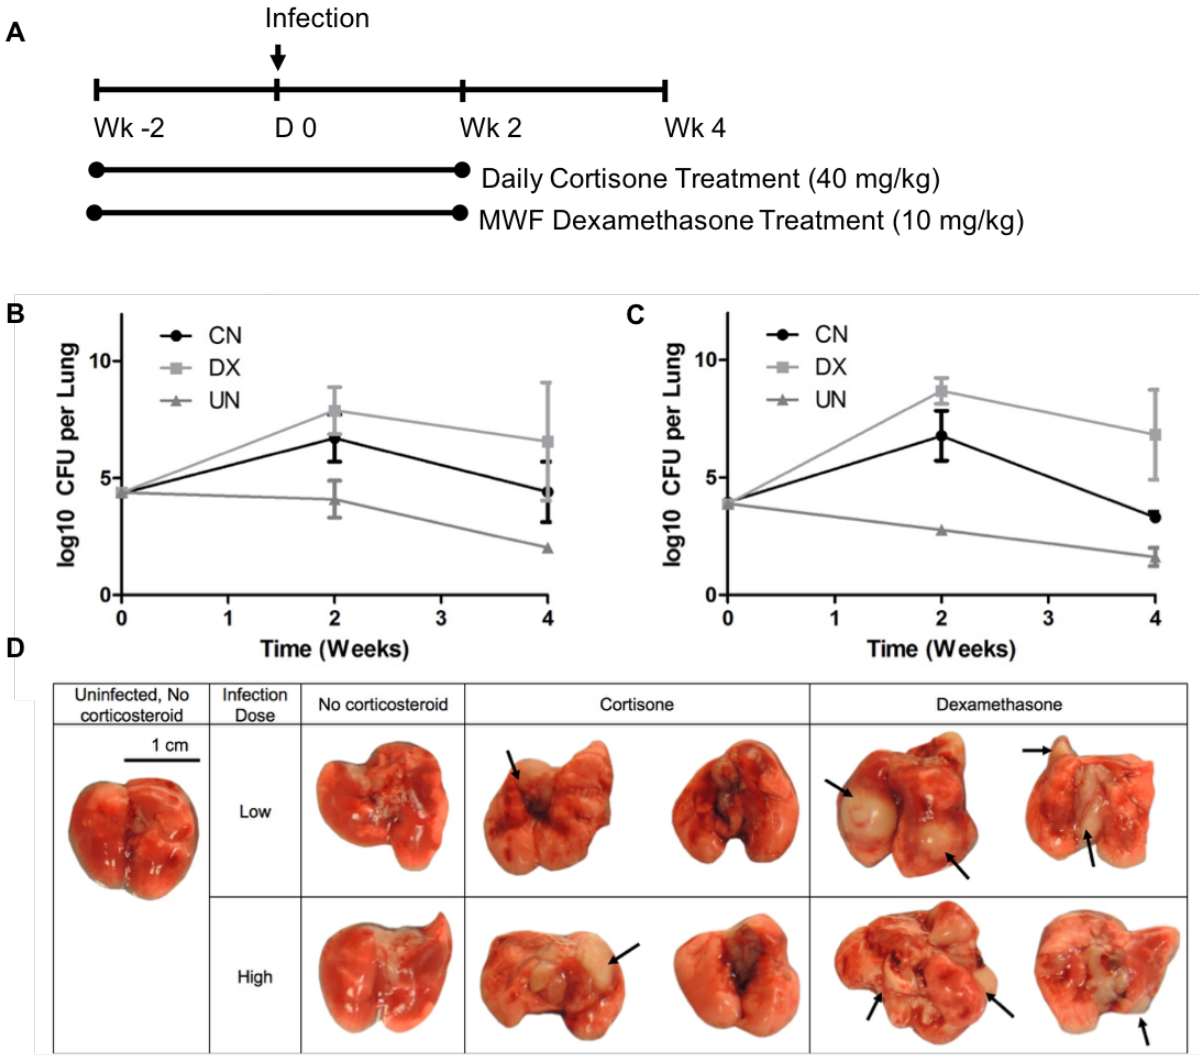 A
Infection
Wk -2
D 0
Wk 2
Wk 4
Daily Cortisone Treatment (40 mg/kg)
MWF Dexamethasone Treatment (10 mg/kg)
B
CN
DX
UN
log10 CFU per Lung
10
5
0
0
1
2
3
4
Time (Weeks)
C
CN
DX
UN
log10 CFU per Lung
10
5
0
0
1
2
3
4
Time (Weeks)
D
Uninfected, No
corticosteroid
Infection
Dose
No corticosteroid
Cortisone
Dexamethasone
1 cm
Low
High